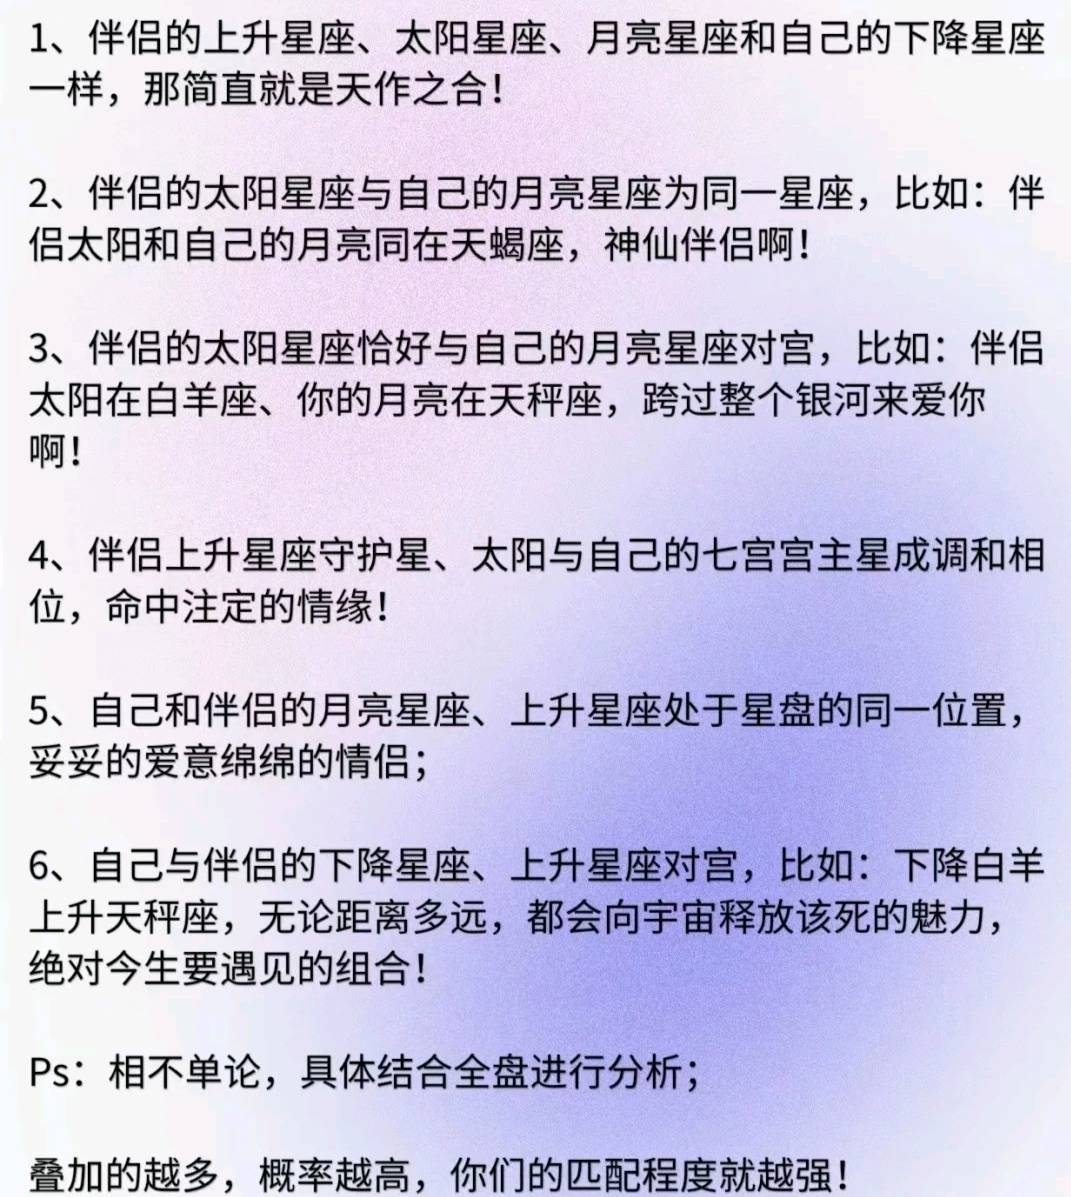 1、伴侣的上升星座、太阳星座、月亮星座和自己的下降星座
一样，那简直就是天作之合！
2、伴侣的太阳星座与自己的月亮星座为同一星座，比如：伴
侣太阳和自己的月亮同在天蝎座，神仙伴侣啊！
3、伴侣的太阳星座恰好与自己的月亮星座对宫，比如：伴侣
太阳在白羊座、你的月亮在天秤座，跨过整个银河来爱你
啊！
4、伴侣上升星座守护星、太阳与自己的七宫宫主星成调和相
位，命中注定的情缘！
5、自己和伴侣的月亮星座、上升星座处于星盘的同一位置，
妥妥的爱意绵绵的情侣；
6、自己与伴侣的下降星座、上升星座对宫，比如：下降白羊
上升天秤座，无论距离多远，都会向宇宙释放该死的魅力，
绝对今生要遇见的组合！
Ps：相不单论，具体结合全盘进行分析；
叠加的越多，概率越高，你们的匹配程度就越强！